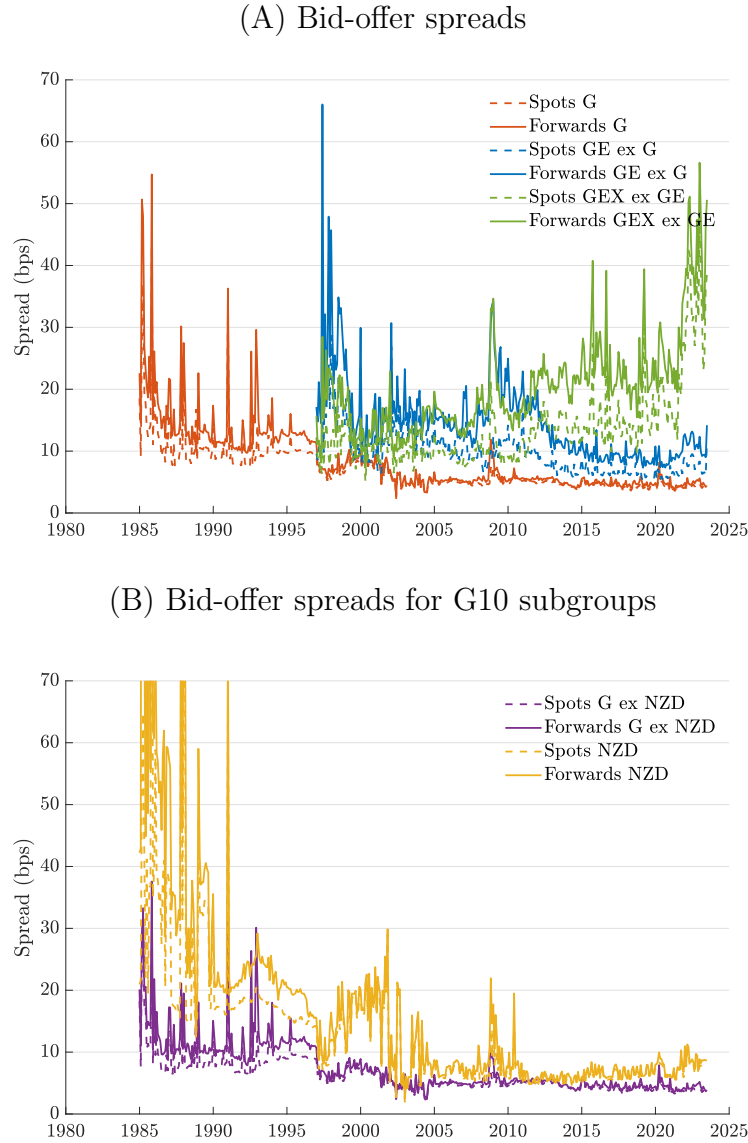 (A) Bid-offer spreads
Spread (bps)
70
60
50
40
30
20
10
0
1980 1985 1990 1995 2000 2005 2010 2015 2020 2025
Spots G
Forwards G
Spots GE ex G
Forwards GE ex G
Spots GEX ex GE
Forwards GEX ex GE
(B) Bid-offer spreads for G10 subgroups
Spread (bps)
70
60
50
40
30
20
10
0
1980 1985 1990 1995 2000 2005 2010 2015 2020 2025
Spots G ex NZD
Forwards G ex NZD
Spots NZD
Forwards NZD